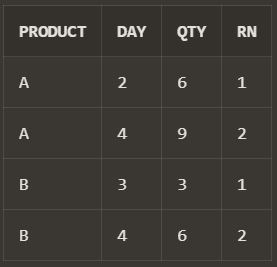 PRODUCT DAY QTY RN
A 2 6 1
A 4 9 2
B 3 3 1
B 4 6 2